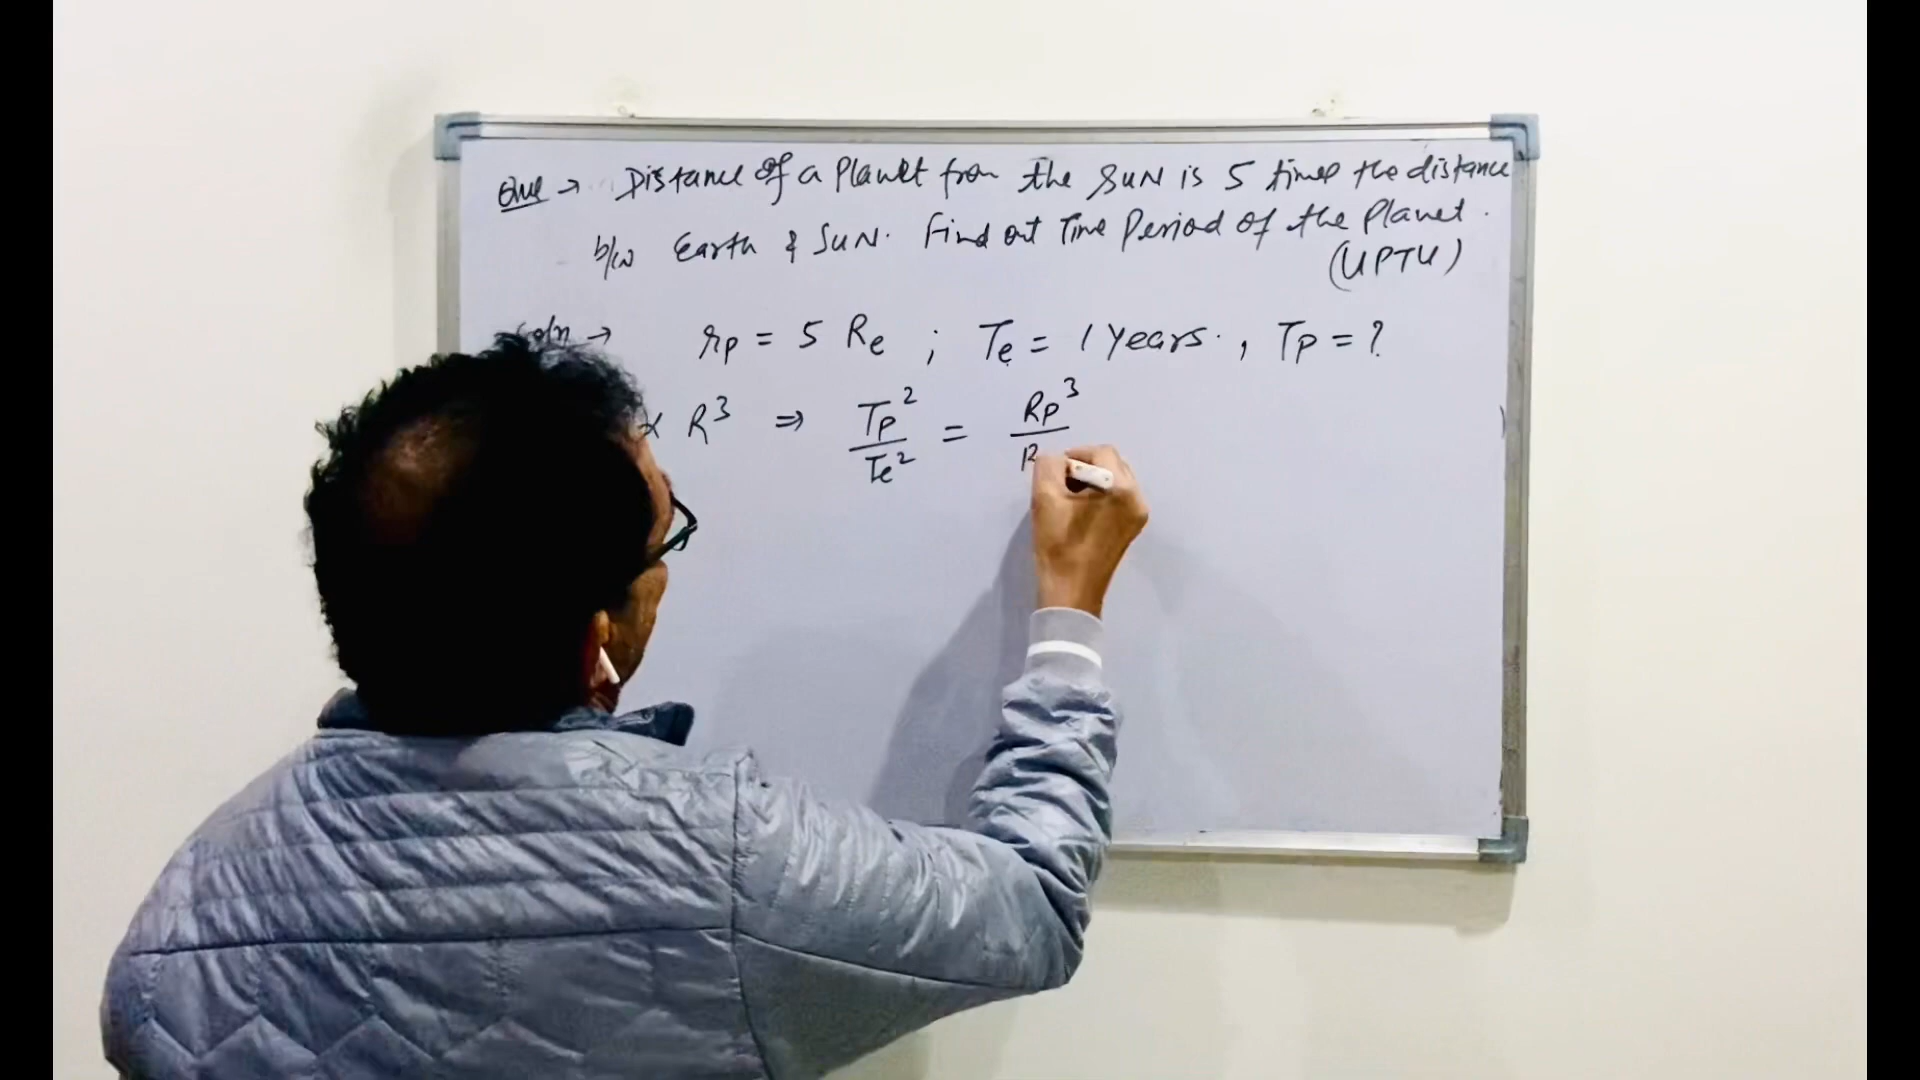 Que → Distance of a Planet from the SUN is 5 times the distance
b/w Earth & SUN. Find out Time Period of the Planet.
(UPTU)
Soln → rp = 5 Re ; Te = 1 Years. , Tp = ?
∝ R³ ⇒ Tp²/Te² = Rp³/R